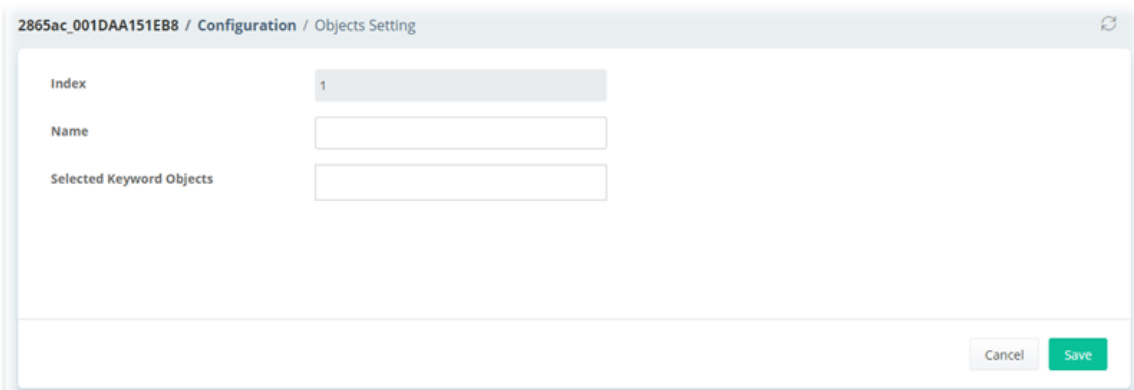 2865ac_001DAA151EB8 / Configuration / Objects Setting
Index 1
Name
Selected Keyword Objects
Cancel Save